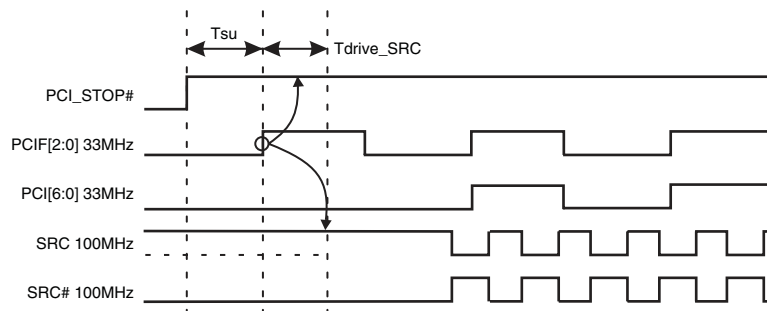 Tsu
Tdrive_SRC
PCI_STOP#
PCIF[2:0] 33MHz
PCI[6:0] 33MHz
SRC 100MHz
SRC# 100MHz